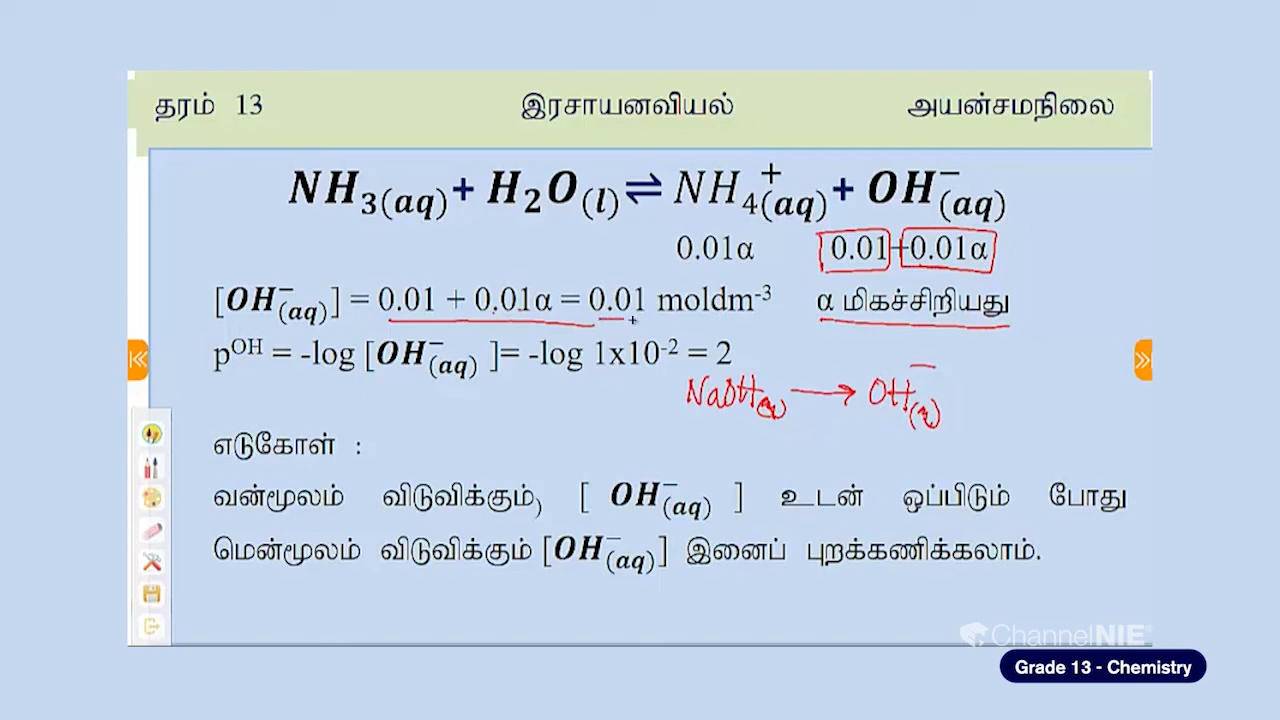 தரம் 13 இரசாயனவியல் அயன்சமநிலை
NH₃(aq) + H₂O(l) ⇌ NH₄⁺(aq) + OH⁻(aq)
0.01α 0.01+0.01α
[OH⁻(aq)] = 0.01 + 0.01α = 0.01 moldm⁻³ α மிகச்சிறியது
pᴼᴴ = -log [OH⁻(aq) ]= -log 1x10⁻² = 2
NaOH(aq) ⟶ OH⁻(aq)
எடுகோள் :
வன்மூலம் விடுவிக்கும் [ OH⁻(aq) ] உடன் ஒப்பிடும் போது
மென்மூலம் விடுவிக்கும் [OH⁻(aq)] இனைப் புறக்கணிக்கலாம்.
ChannelNIE
Grade 13 - Chemistry